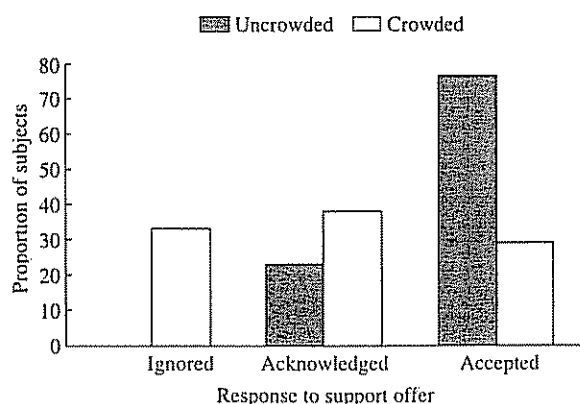 Uncrowded Crowded
Proportion of subjects
80
70
60
50
40
30
20
10
0
Ignored Acknowledged Accepted
Response to support offer